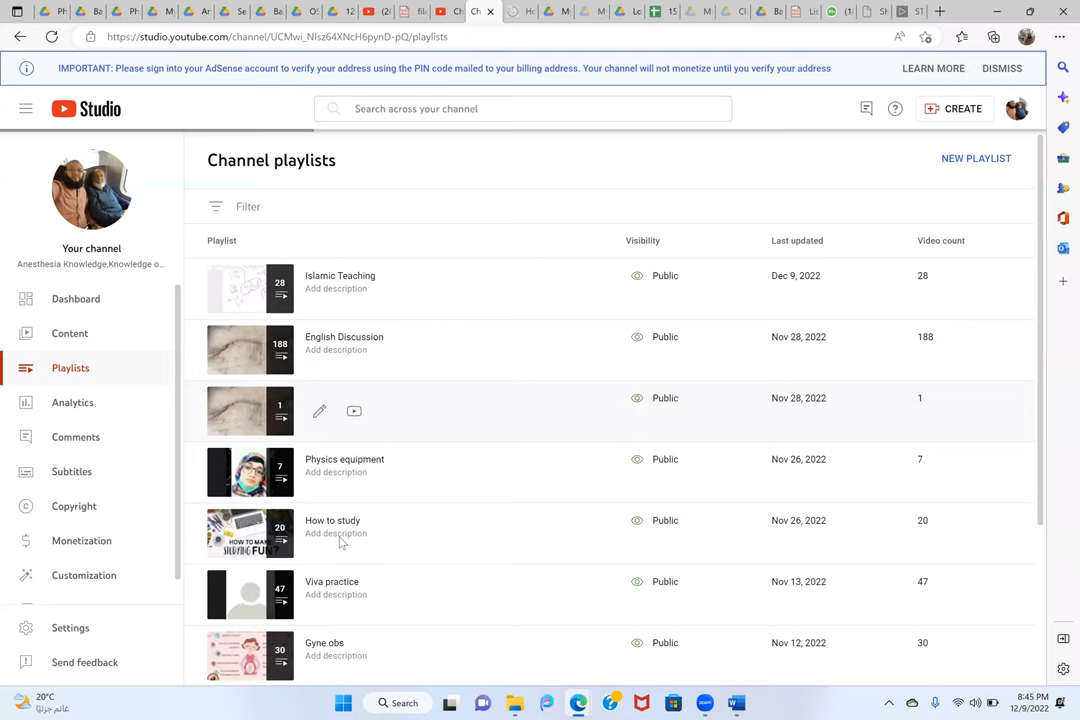 https://studio.youtube.com/channel/UCMwi_NIsz64XNcH6pynD-pQ/playlists
IMPORTANT: Please sign into your AdSense account to verify your address using the PIN code mailed to your billing address. Your channel will not monetize until you verify your address
LEARN MORE
DISMISS
Studio
Search across your channel
CREATE
Your channel
Anesthesia Knowledge,Knowledge o...
Dashboard
Content
Playlists
Analytics
Comments
Subtitles
Copyright
Monetization
Customization
Settings
Send feedback
Channel playlists
NEW PLAYLIST
Filter
Playlist Visibility Last updated Video count
28 Islamic Teaching Public Dec 9, 2022 28
Add description
188 English Discussion Public Nov 28, 2022 188
Add description
1 Public Nov 28, 2022 1
7 Physics equipment Public Nov 26, 2022 7
Add description
20 How to study Public Nov 26, 2022 20
Add description
HOW TO MAKE
STUDYING FUN?
47 Viva practice Public Nov 13, 2022 47
Add description
30 Gyne obs Public Nov 12, 2022 30
Add description
20°C
غائم جزئيًا
Search
zoom
8:45 PM
12/9/2022